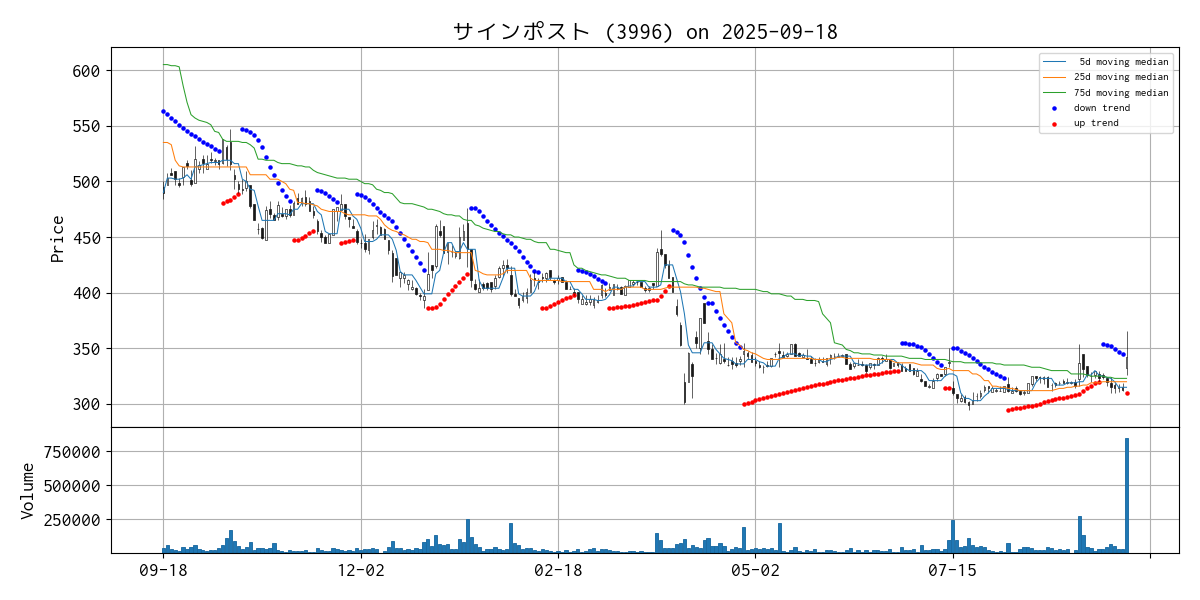 サインポスト (3996) on 2025-09-18
5d moving median
25d moving median
75d moving median
down trend
up trend
Price
600
550
500
450
400
350
300
Volume
750000
500000
250000
09-18
12-02
02-18
05-02
07-15